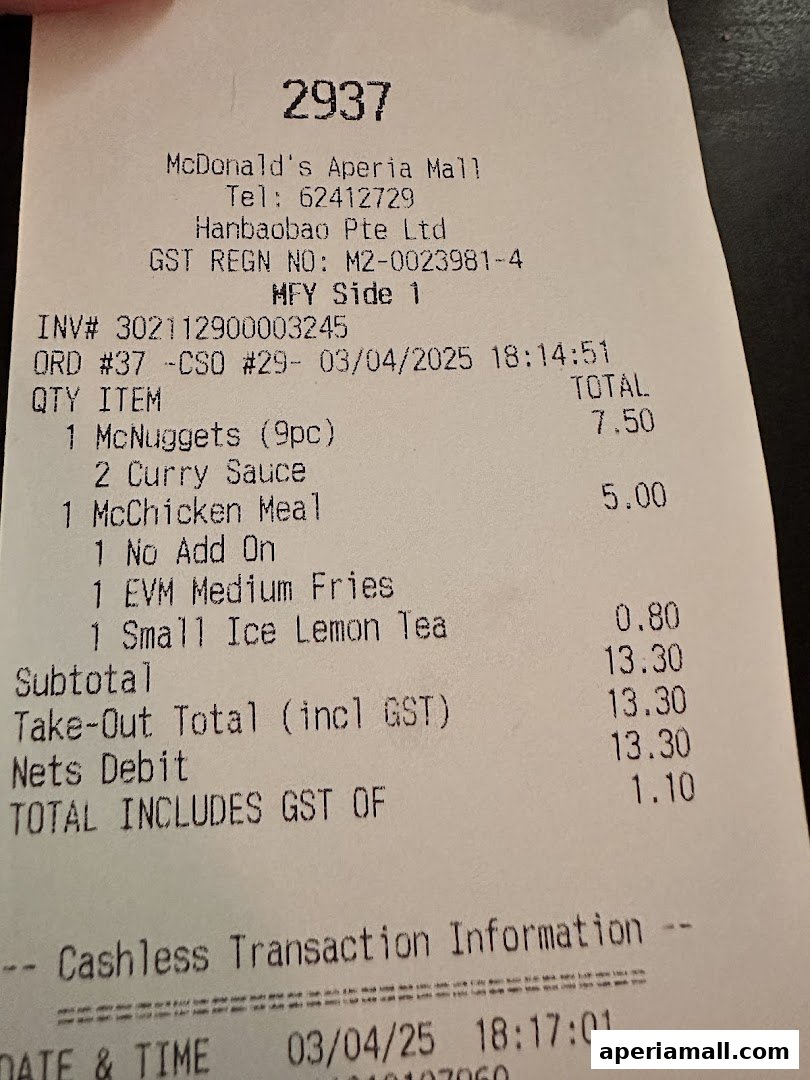 2937
McDonald's Aperia Mall
Tel: 62412729
Hanbaobao Pte Ltd
GST REGN NO: M2-0023981-4
MFY Side 1
INV# 302112900003245
ORD #37 -CSO #29- 03/04/2025 18:14:51
QTY ITEM TOTAL
1 McNuggets (9pc) 7.50
2 Curry Sauce
1 McChicken Meal 5.00
1 No Add On
1 EVM Medium Fries
1 Small Ice Lemon Tea 0.80
Subtotal 13.30
Take-Out Total (incl GST) 13.30
Nets Debit 13.30
TOTAL INCLUDES GST OF 1.10
-- Cashless Transaction Information --
DATE & TIME 03/04/25 18:17:01
aperiamall.com